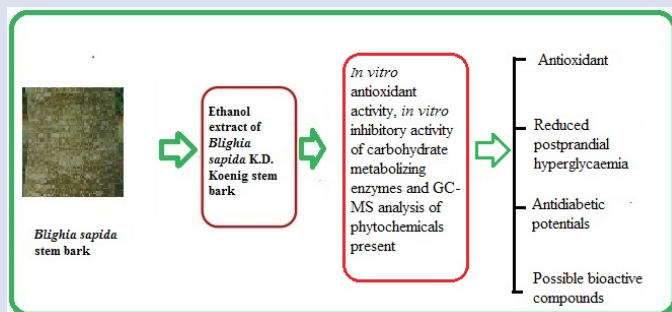 Blighia sapida
stem bark
Ethanol
extract of
Blighia
sapida K.D.
Koenig stem
bark
In vitro
antioxidant
activity, in vitro
inhibitory activity
of carbohydrate
metabolizing
enzymes and GC-
MS analysis of
phytochemicals
present
Antioxidant
Reduced
postprandial
hyperglycaemia
Antidiabetic
potentials
Possible bioactive
compounds